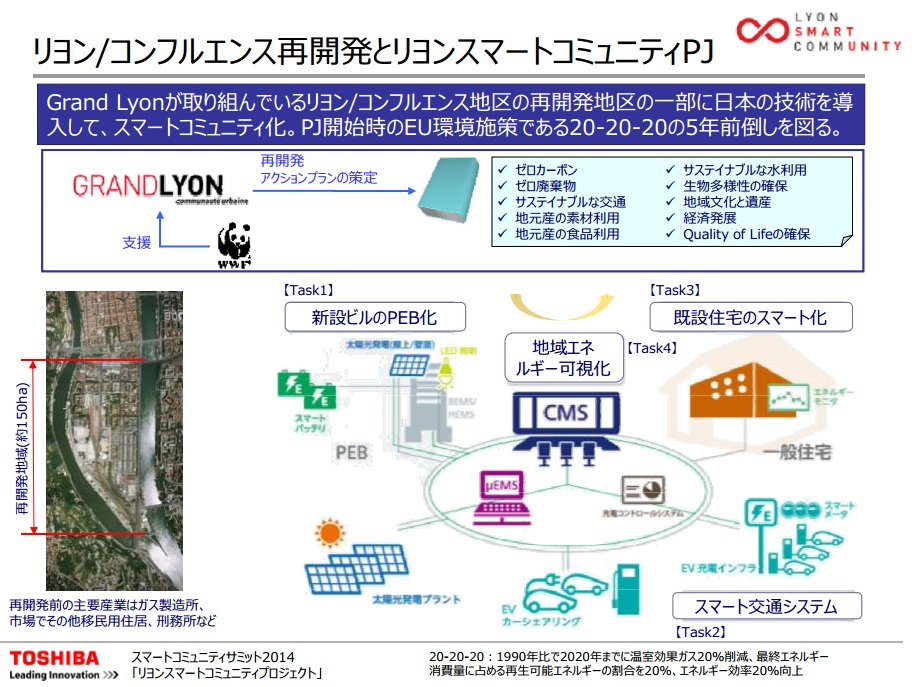 LYON
SMART
COMMUNITY
リヨン/コンフルエンス再開発とリヨンスマートコミュニティPJ
Grand Lyonが取り組んでいるリヨン/コンフルエンス地区の再開発地区の一部に日本の技術を導
入して、スマートコミュニティ化。PJ開始時のEU環境施策である20-20-20の5年前倒しを図る。
GRANDLYON
communauté urbaine
再開発
アクションプランの策定
支援
WWF
✓ ゼロカーボン
✓ ゼロ廃棄物
✓ サステイナブルな交通
✓ 地元産の素材利用
✓ 地元産の食品利用
✓ サステイナブルな水利用
✓ 生物多様性の確保
✓ 地域文化と遺産
✓ 経済発展
✓ Quality of Lifeの確保
【Task1】
新設ビルのPEB化
【Task3】
既設住宅のスマート化
地域エネ
ルギー可視化
【Task4】
太陽光発電(屋上/壁面)
LED 照明
スマート
バッテリ
BEMS/
HEMS
PEB
CMS
エネルギー
モニタ
一般住宅
μEMS
充電コントロールシステム
スマート
メータ
EV 充電インフラ
太陽光発電プラント
EV
カーシェアリング
スマート交通システム
【Task2】
再開発地域(約150ha)
再開発前の主要産業はガス製造所、
市場でその他移民用住居、刑務所など
TOSHIBA
Leading Innovation >>>
スマートコミュニティサミット2014
「リヨンスマートコミュニティプロジェクト」
20-20-20：1990年比で2020年までに温室効果ガス20%削減、最終エネルギー
消費量に占める再生可能エネルギーの割合を20%、エネルギー効率20%向上